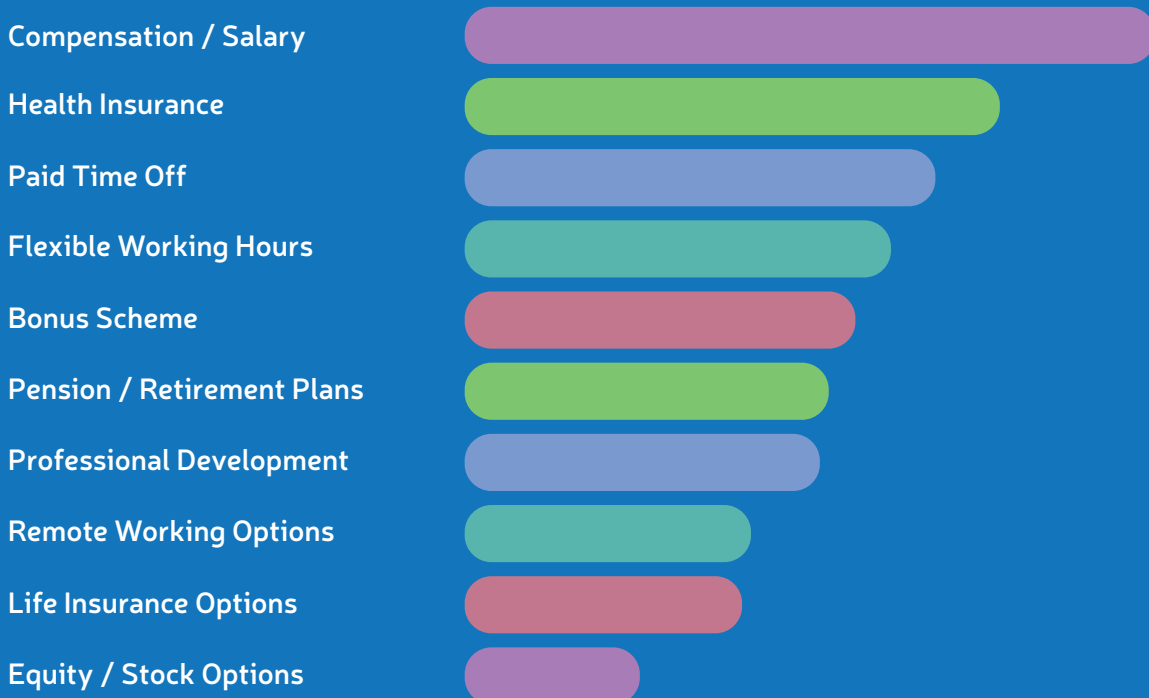 Compensation / Salary
Health Insurance
Paid Time Off
Flexible Working Hours
Bonus Scheme
Pension / Retirement Plans
Professional Development
Remote Working Options
Life Insurance Options
Equity / Stock Options